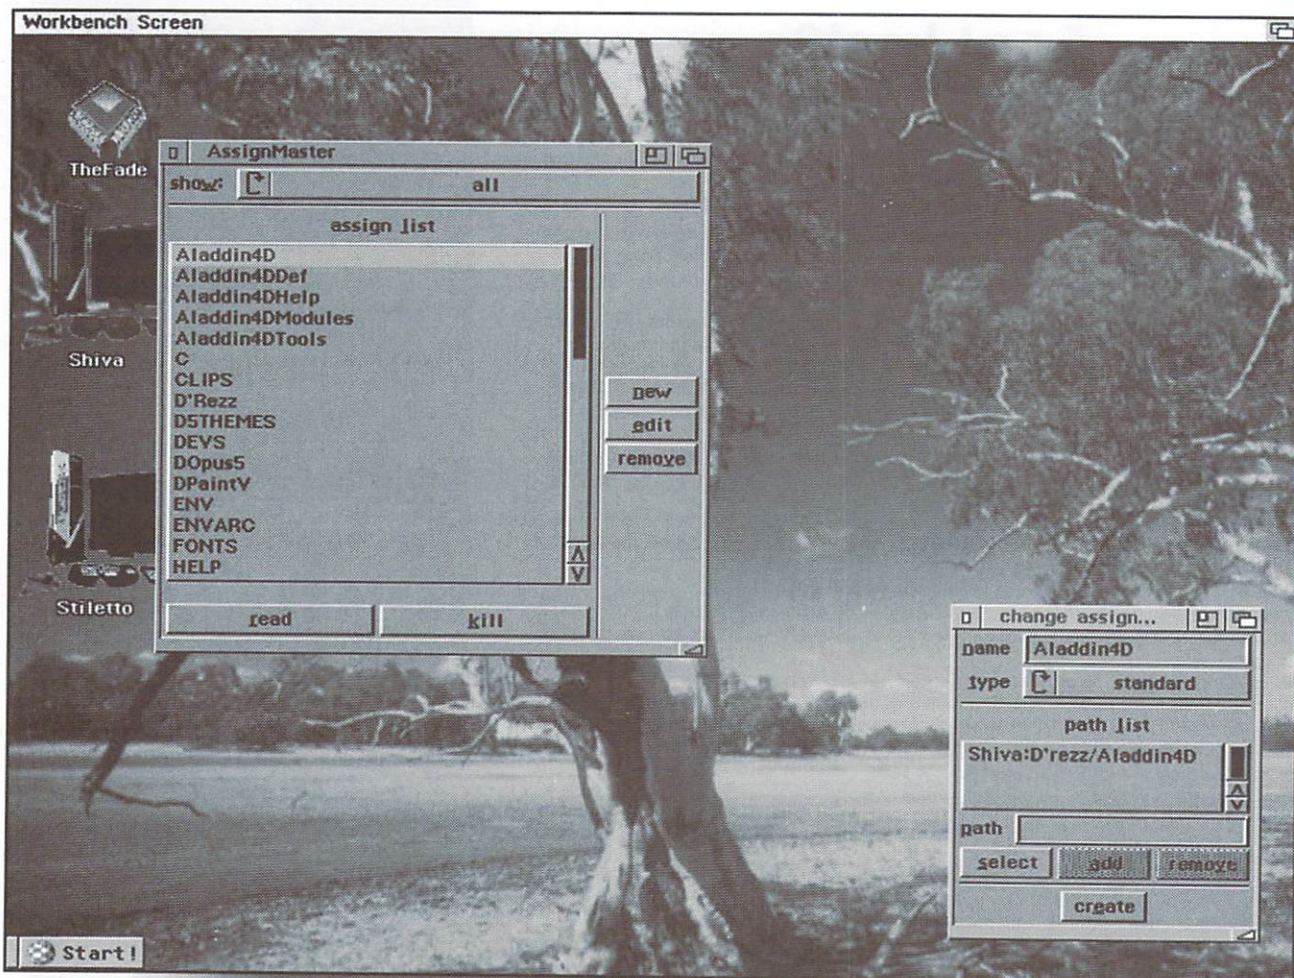 Workbench Screen
TheFade
Shiva
Stiletto
AssignMaster
show: all
assign list
Aladdin4D
Aladdin4DDef
Aladdin4DHelp
Aladdin4DModules
Aladdin4DTools
C
CLIPS
D'Rezz
D5THEMES
DEVS
DOpus5
DPaintV
ENV
ENVARC
FONTS
HELP
new
edit
remove
read kill
change assign...
name Aladdin4D
type standard
path list
Shiva:D'rezz/Aladdin4D
path
select add remove
create
Start!